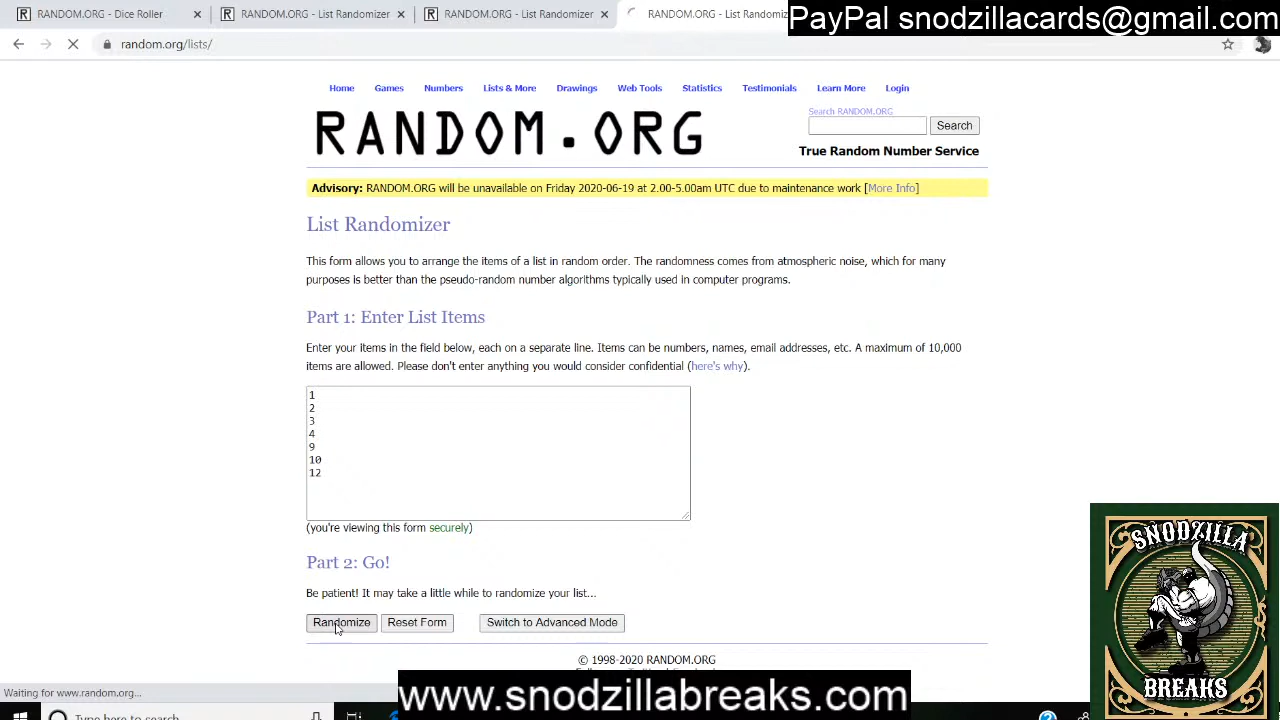 RANDOM.ORG - Dice Roller
RANDOM.ORG - List Randomizer
RANDOM.ORG - List Randomizer
RANDOM.ORG - List Randomiz
PayPal snodzillacards@gmail.com
random.org/lists/
Home Games Numbers Lists & More Drawings Web Tools Statistics Testimonials Learn More Login
RANDOM.ORG
Search RANDOM.ORG
Search
True Random Number Service
Advisory: RANDOM.ORG will be unavailable on Friday 2020-06-19 at 2.00-5.00am UTC due to maintenance work [More Info]
List Randomizer
This form allows you to arrange the items of a list in random order. The randomness comes from atmospheric noise, which for many
purposes is better than the pseudo-random number algorithms typically used in computer programs.
Part 1: Enter List Items
Enter your items in the field below, each on a separate line. Items can be numbers, names, email addresses, etc. A maximum of 10,000
items are allowed. Please don't enter anything you would consider confidential (here's why).
1
2
3
4
9
10
12
(you're viewing this form securely)
Part 2: Go!
Be patient! It may take a little while to randomize your list...
Randomize Reset Form Switch to Advanced Mode
© 1998-2020 RANDOM.ORG
Waiting for www.random.org...
www.snodzillabreaks.com
Type here to search
SNODZILLA
BREAKS